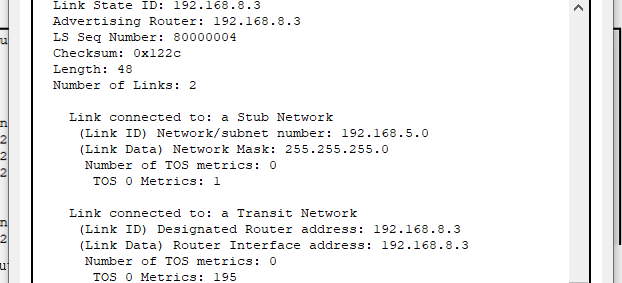 Link State ID: 192.168.8.3
Advertising Router: 192.168.8.3
LS Seq Number: 80000004
Checksum: 0x122c
Length: 48
Number of Links: 2
Link connected to: a Stub Network
(Link ID) Network/subnet number: 192.168.5.0
(Link Data) Network Mask: 255.255.255.0
Number of TOS metrics: 0
TOS 0 Metrics: 1
Link connected to: a Transit Network
(Link ID) Designated Router address: 192.168.8.3
(Link Data) Router Interface address: 192.168.8.3
Number of TOS metrics: 0
TOS 0 Metrics: 195